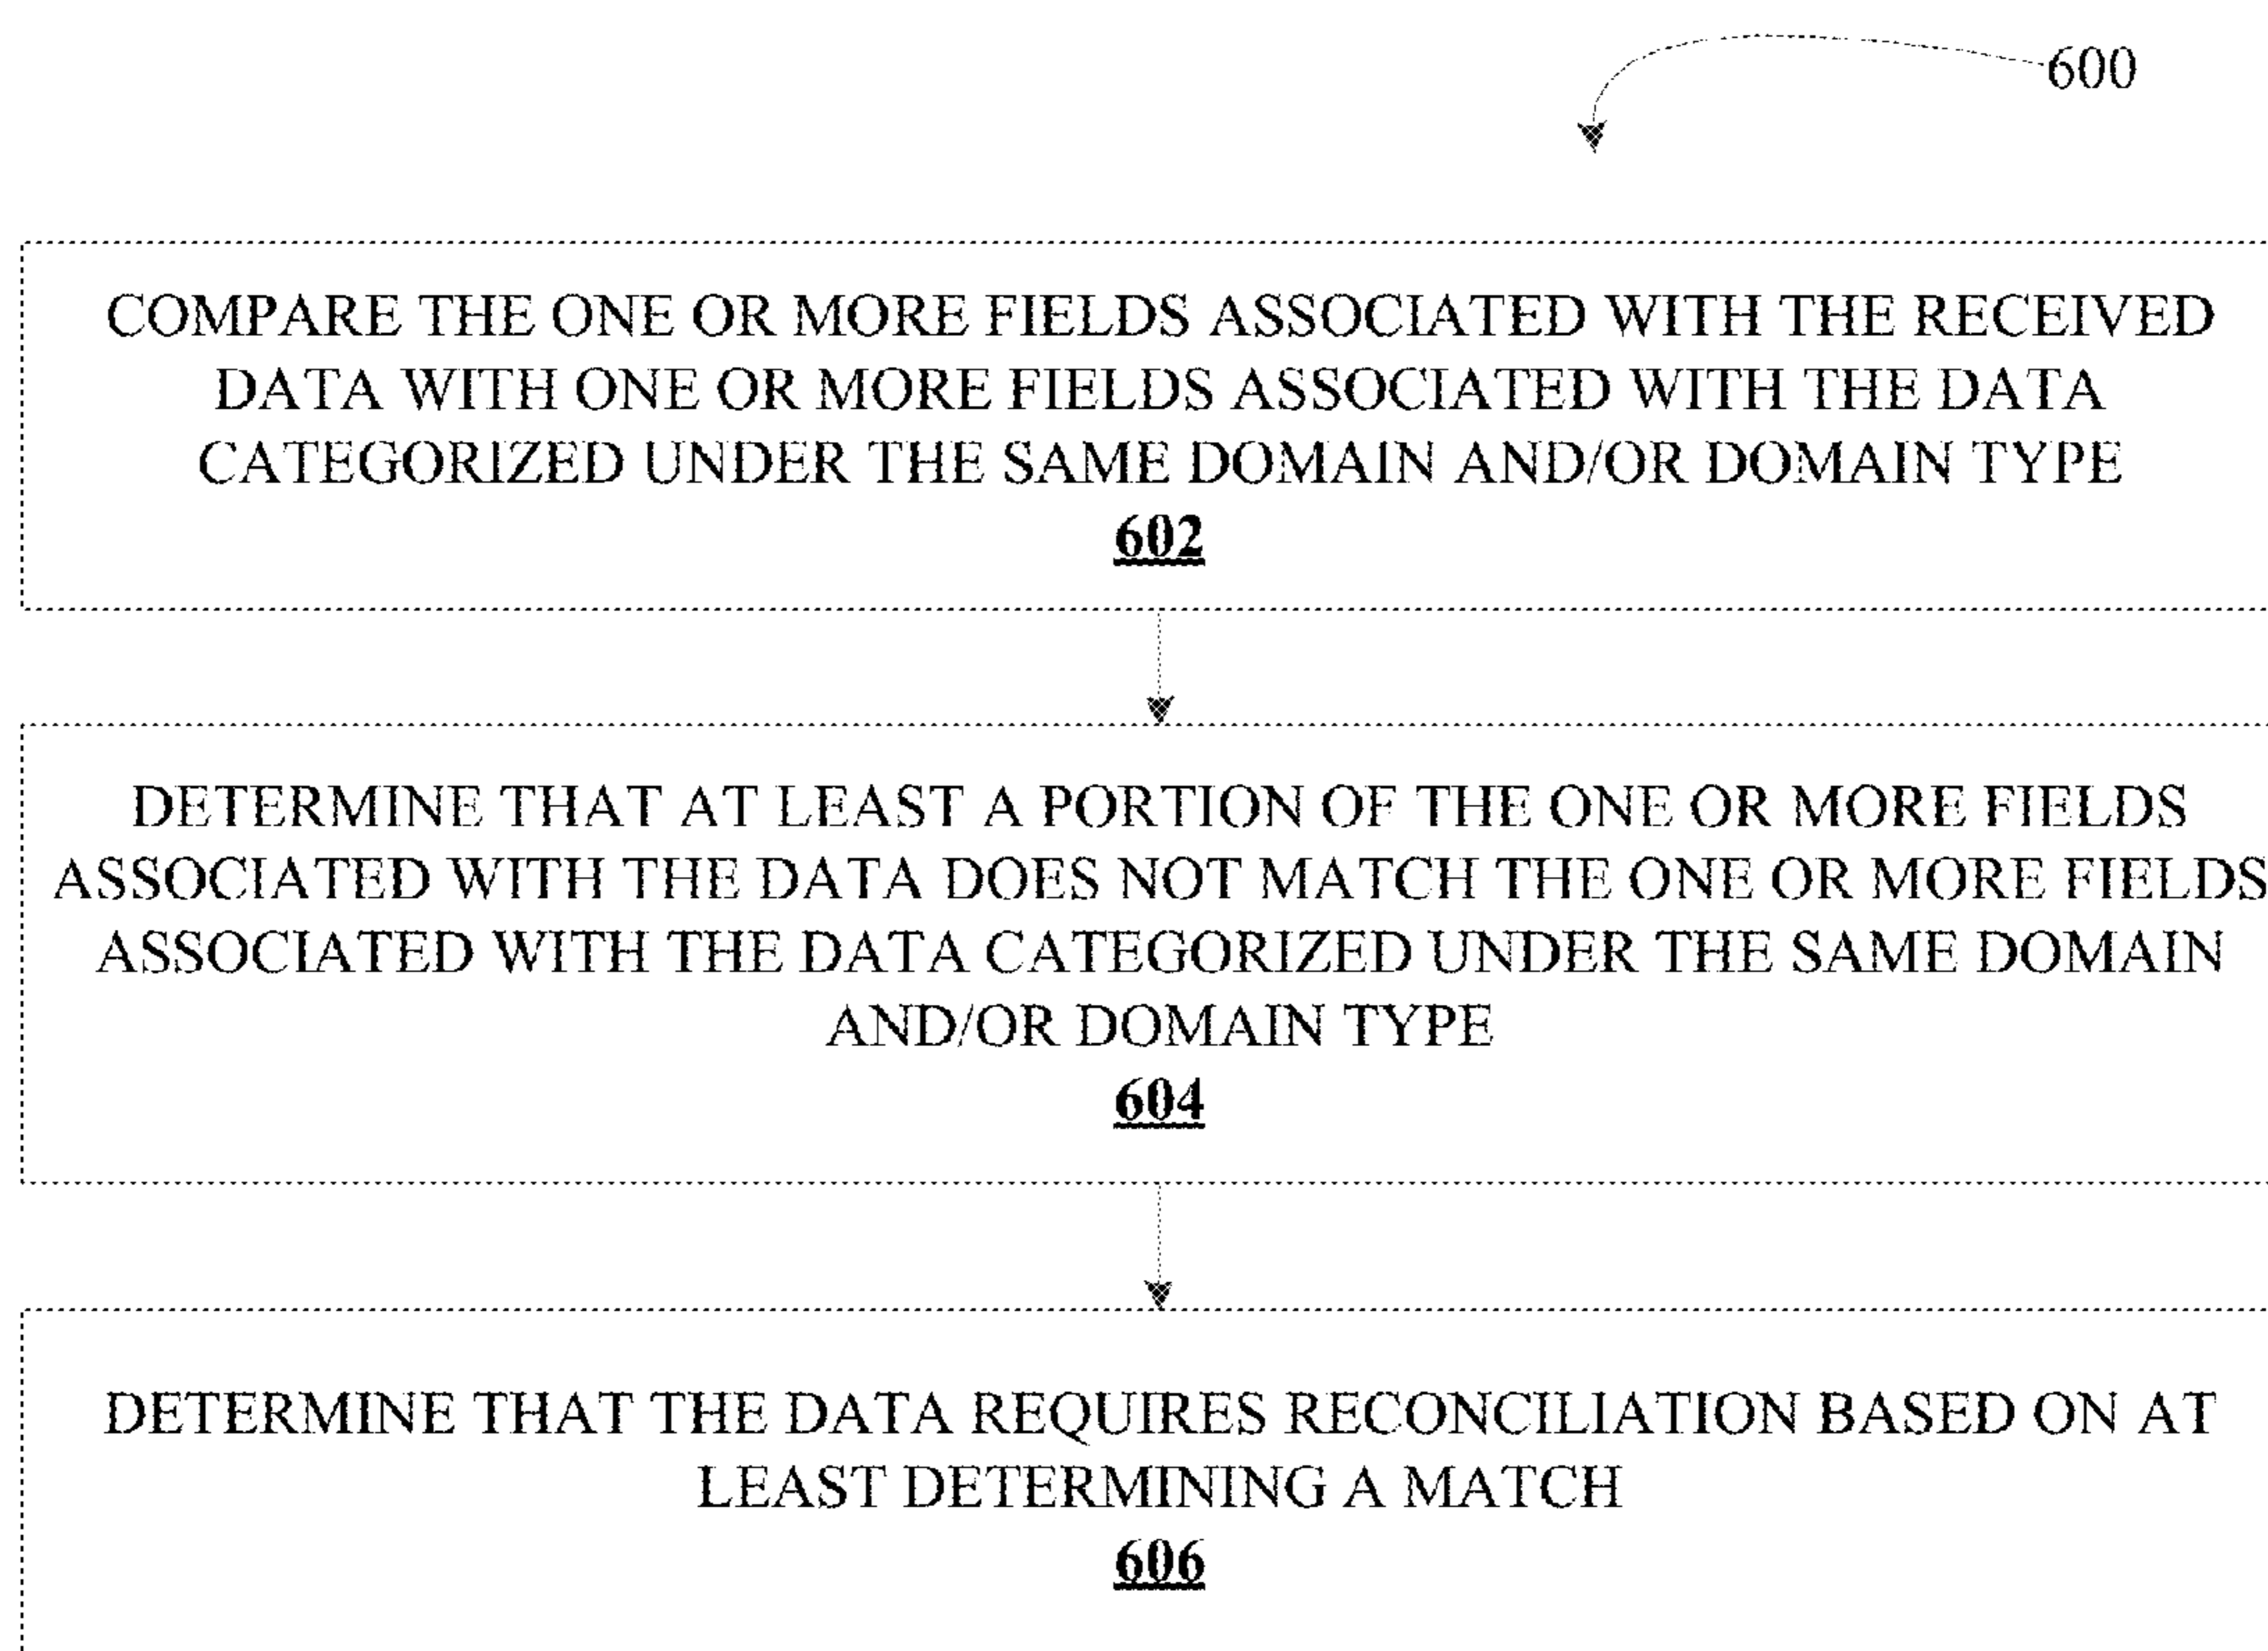 600
COMPARE THE ONE OR MORE FIELDS ASSOCIATED WITH THE RECEIVED
DATA WITH ONE OR MORE FIELDS ASSOCIATED WITH THE DATA
CATEGORIZED UNDER THE SAME DOMAIN AND/OR DOMAIN TYPE
602
DETERMINE THAT AT LEAST A PORTION OF THE ONE OR MORE FIELDS
ASSOCIATED WITH THE DATA DOES NOT MATCH THE ONE OR MORE FIELDS
ASSOCIATED WITH THE DATA CATEGORIZED UNDER THE SAME DOMAIN
AND/OR DOMAIN TYPE
604
DETERMINE THAT THE DATA REQUIRES RECONCILIATION BASED ON AT
LEAST DETERMINING A MATCH
606